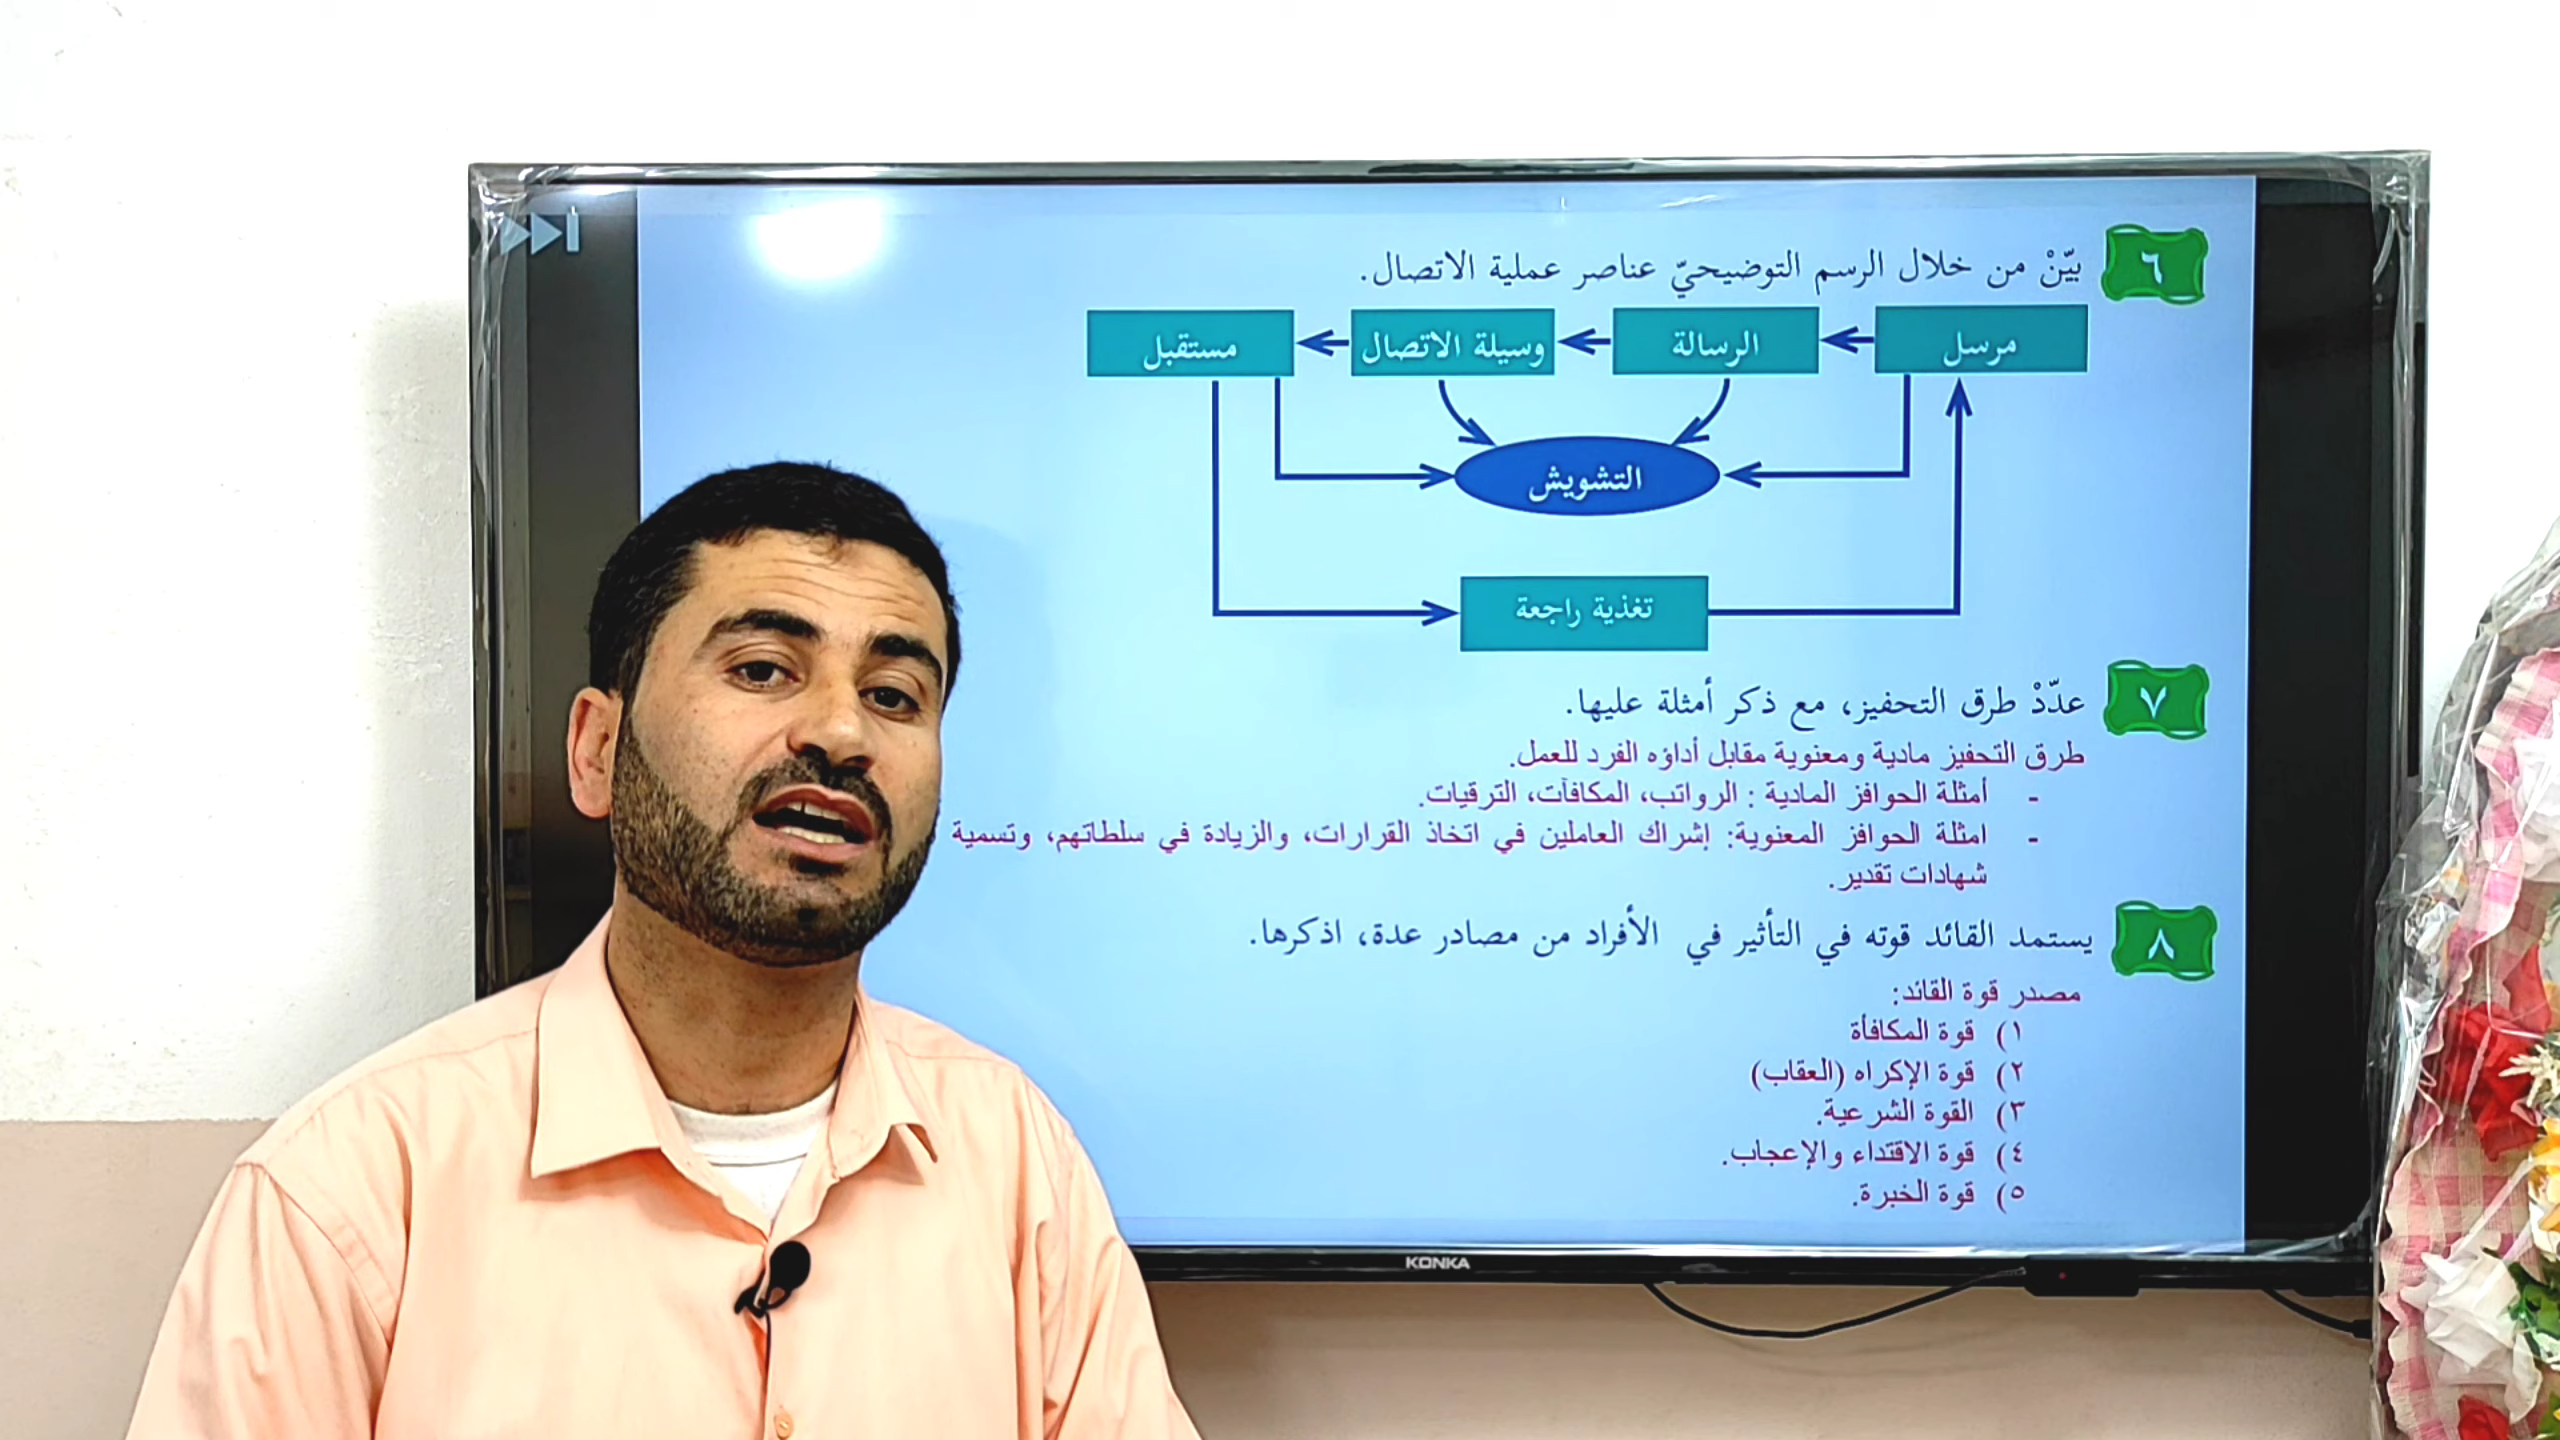 ٦ بيّنْ من خلال الرسم التوضيحيّ عناصر عملية الاتصال.
مرسل
الرسالة
وسيلة الاتصال
مستقبل
التشويش
تغذية راجعة
٧ عدّدْ طرق التحفيز، مع ذكر أمثلة عليها.
طرق التحفيز مادية ومعنوية مقابل أداؤه الفرد للعمل.
- أمثلة الحوافز المادية : الرواتب، المكافآت، الترقيات.
- امثلة الحوافز المعنوية: إشراك العاملين في اتخاذ القرارات، والزيادة في سلطاتهم، وتسمية
شهادات تقدير.
٨ يستمد القائد قوته في التأثير في الأفراد من مصادر عدة، اذكرها.
مصدر قوة القائد:
١) قوة المكافأة
٢) قوة الإكراه (العقاب)
٣) القوة الشرعية.
٤) قوة الاقتداء والإعجاب.
٥) قوة الخبرة.
KONKA